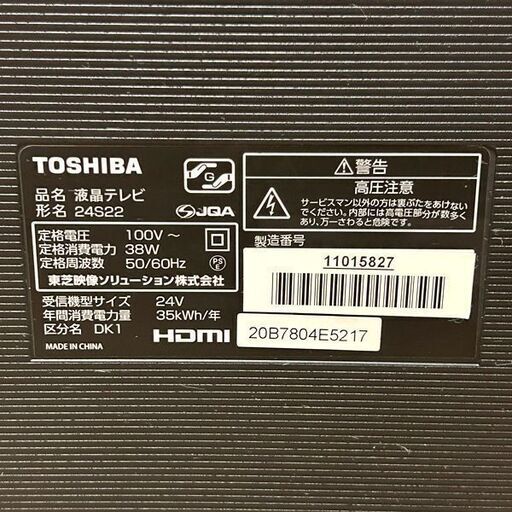 TOSHIBA
品名 液晶テレビ
形名 24S22
G
JQA
定格電圧 100V～
定格消費電力 38W
定格周波数 50/60Hz
PS
E
東芝映像ソリューション株式会社
受信機型サイズ 24V
年間消費電力量 35kWh/年
区分名 DK1
HDMI
MADE IN CHINA
警告
高圧注意
サービスマン以外の方は裏ぶたをあけな
いでください。内部には高電圧部分が数多く
あり、万一さわると危険です。
製造番号
11015827
20B7804E5217